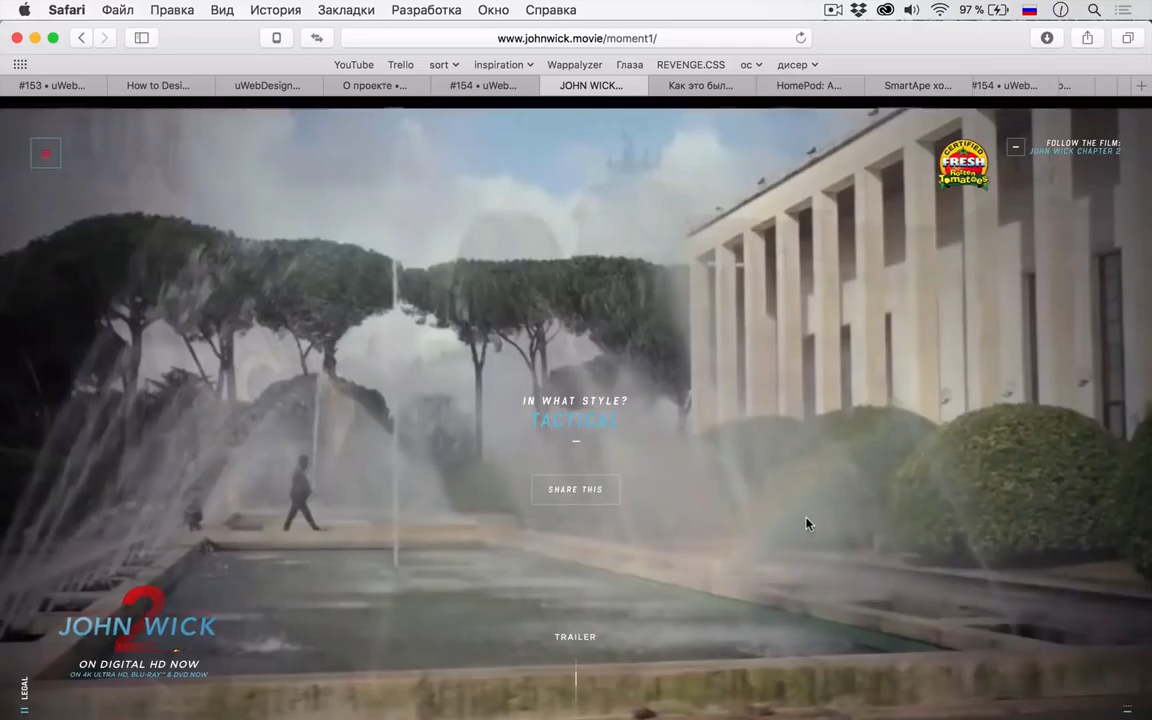 Safari Файл Правка Вид История Закладки Разработка Окно Справка 97 %
www.johnwick.movie/moment1/
YouTube Trello sort inspiration Wappalyzer Глаза REVENGE.CSS ос дисер
#153 • uWeb... How to Desi... uWebDesign... О проекте •... #154 • uWeb... JOHN WICK... Как это был... HomePod: A... SmartApe хо... #154 • uWeb...
CERTIFIED
FRESH
Rotten
Tomatoes
FOLLOW THE FILM:
JOHN WICK CHAPTER 2
IN WHAT STYLE?
TACTICAL
SHARE THIS
TRAILER
2
JOHN WICK
ON DIGITAL HD NOW
ON 4K ULTRA HD, BLU-RAY™ & DVD NOW
LEGAL